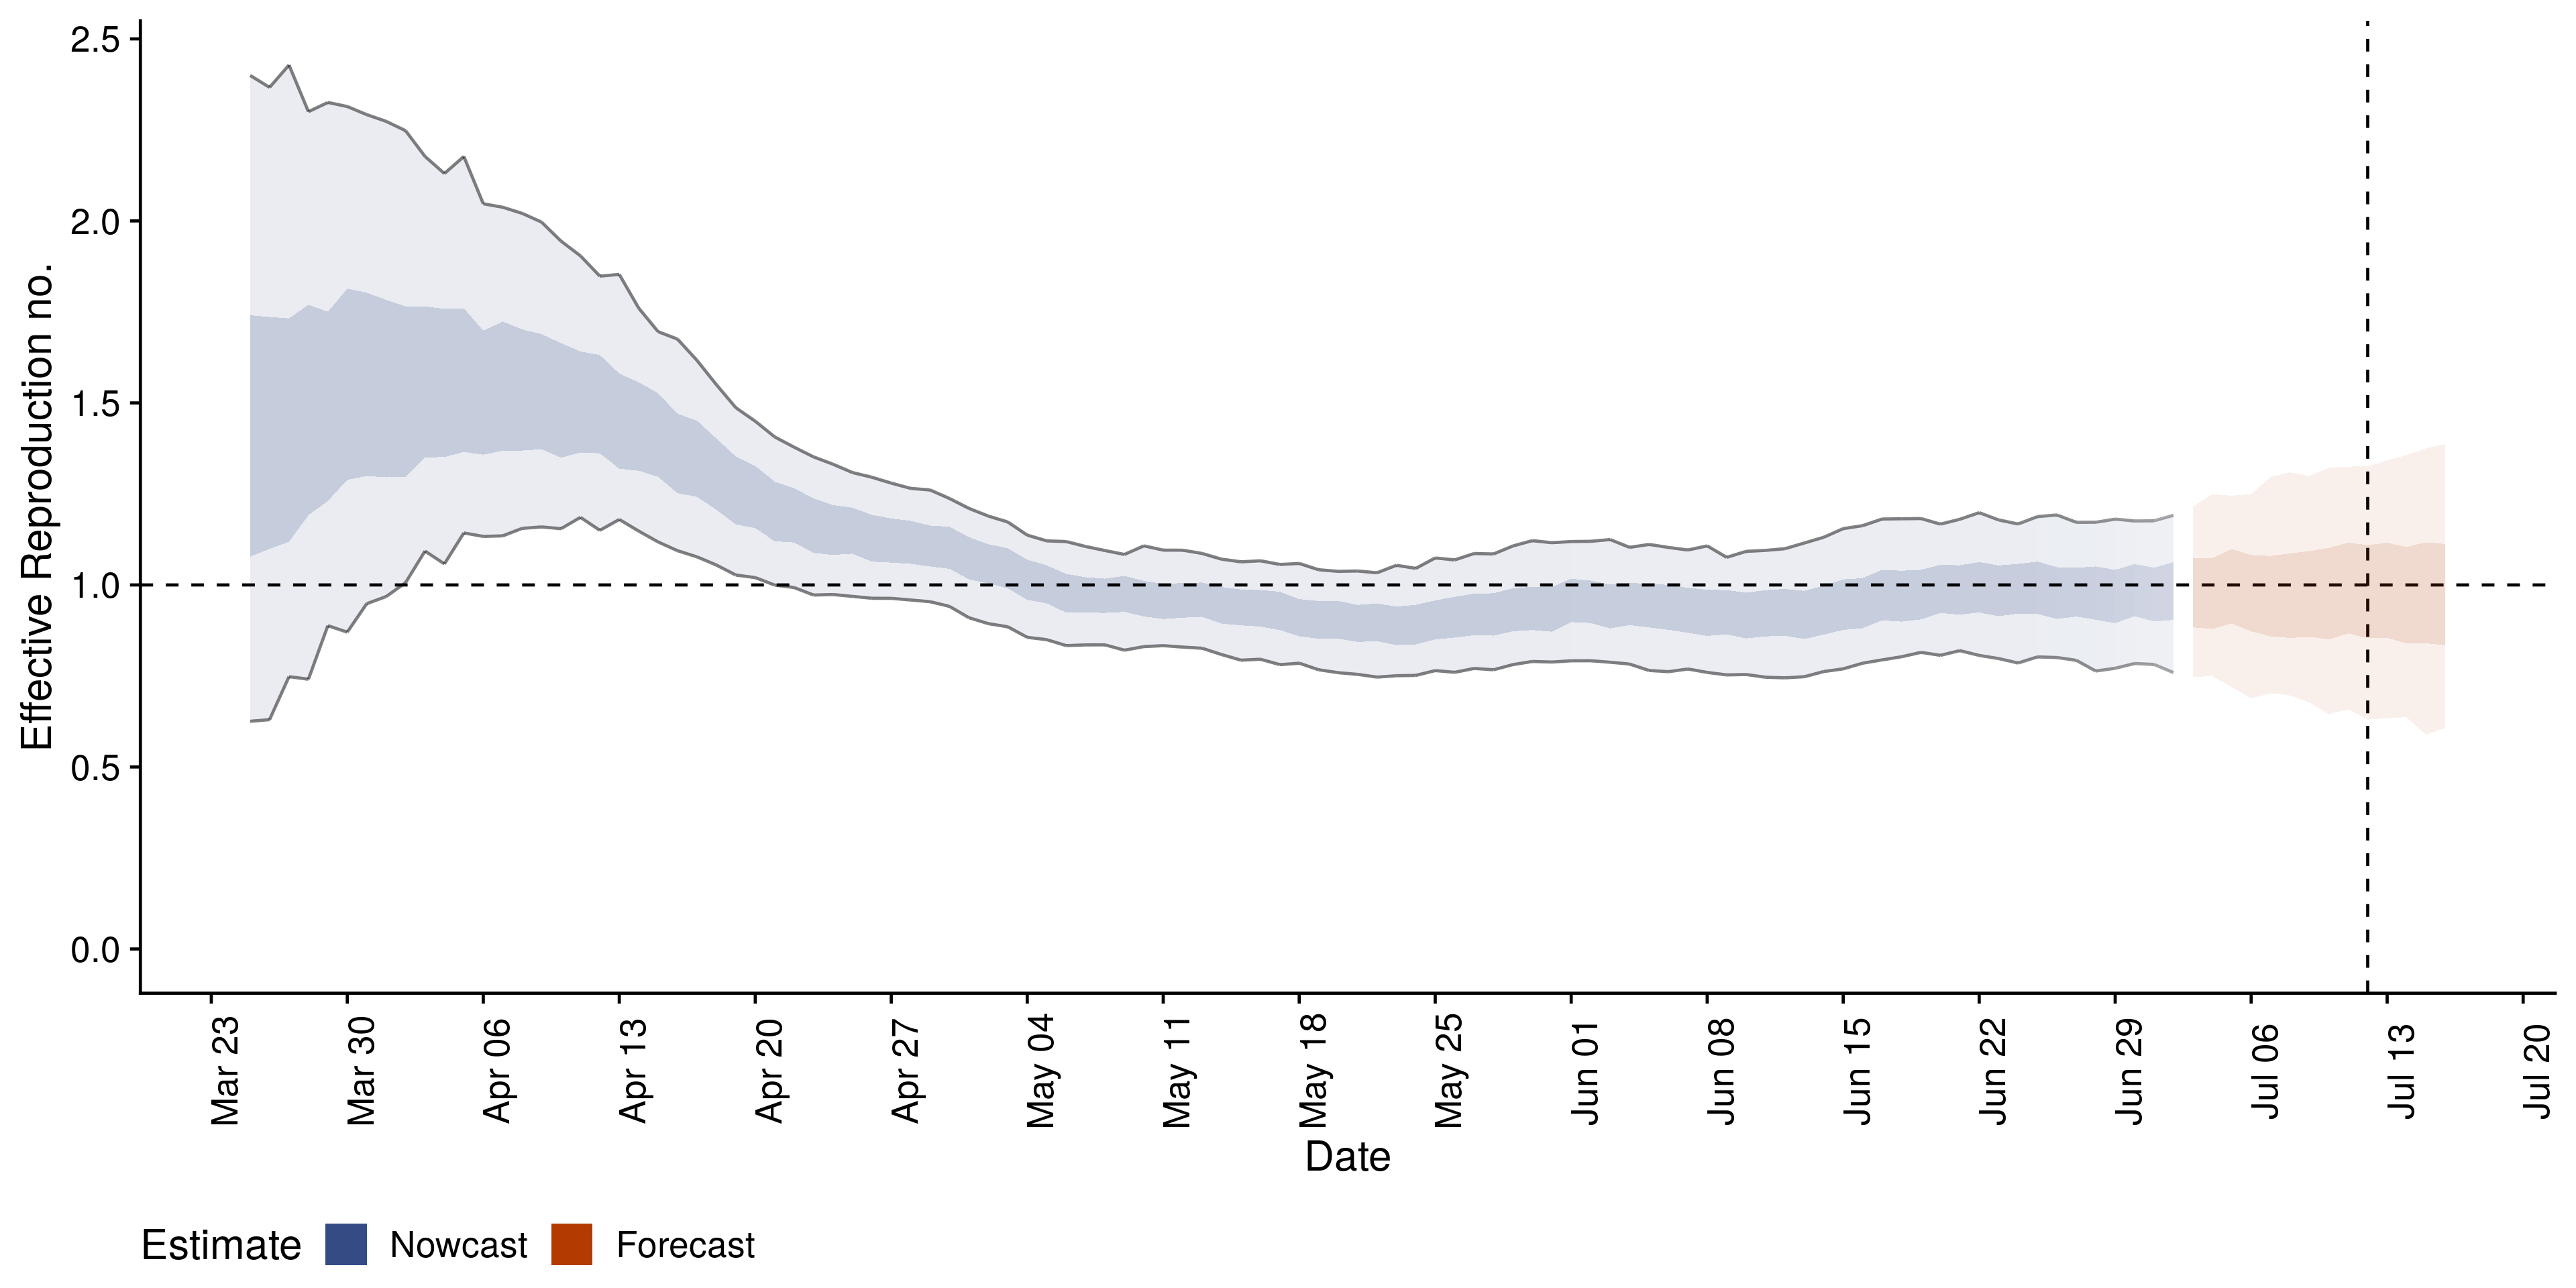 Effective Reproduction no.
2.5
2.0
1.5
1.0
0.5
0.0
Mar 23
Mar 30
Apr 06
Apr 13
Apr 20
Apr 27
May 04
May 11
May 18
May 25
Jun 01
Jun 08
Jun 15
Jun 22
Jun 29
Jul 06
Jul 13
Jul 20
Date
Estimate Nowcast Forecast